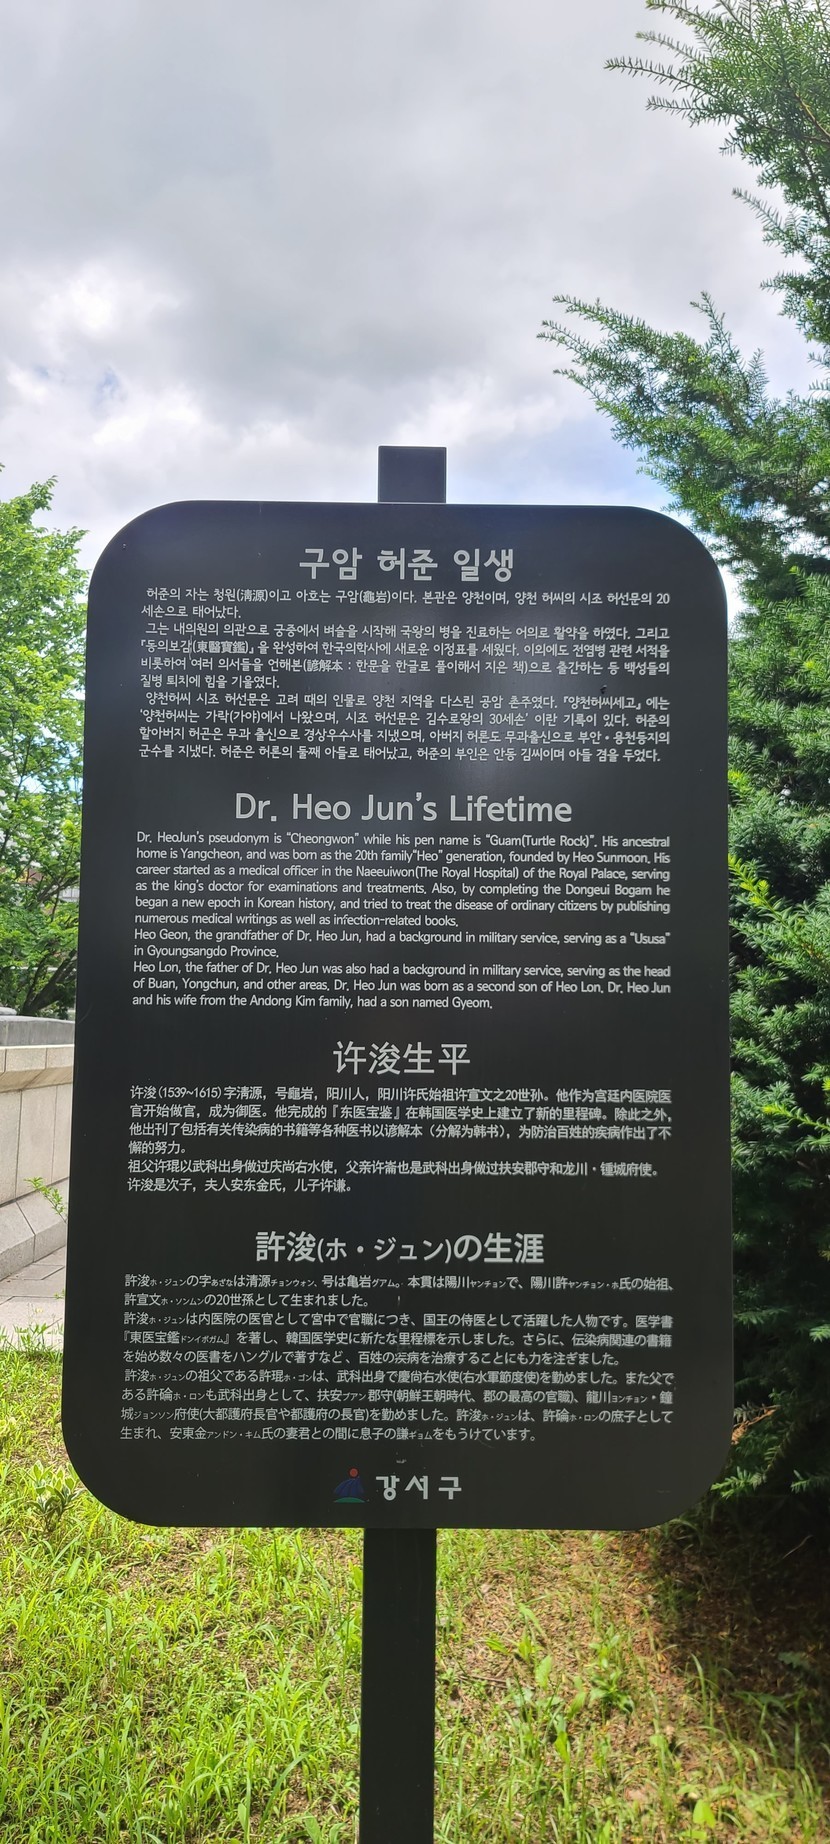 구암 허준 일생
허준의 자는 청원(淸源)이고 아호는 구암(龜岩)이다. 본관은 양천이며, 양천 허씨의 시조 허선문의 20
세손으로 태어났다.
그는 내의원의 의관으로 궁중에서 벼슬을 시작해 국왕의 병을 진료하는 어의로 활약을 하였다. 그리고
『동의보감(東醫寶鑑)』을 완성하여 한국의학사에 새로운 이정표를 세웠다. 이외에도 전염병 관련 서적을
비롯하여 여러 의서들을 언해본(諺解本 : 한문을 한글로 풀이해서 지은 책)으로 출간하는 등 백성들의
질병 퇴치에 힘을 기울였다.
양천허씨 시조 허선문은 고려 때의 인물로 양천 지역을 다스린 공암 촌주였다. 『양천허씨세고』에는
'양천허씨는 가락(가야)에서 나왔으며, 시조 허선문은 김수로왕의 30세손' 이란 기록이 있다. 허준의
할아버지 허곤은 무과 출신으로 경상우수사를 지냈으며, 아버지 허론도 무과출신으로 부안·용천등지의
군수를 지냈다. 허준은 허론의 둘째 아들로 태어났고, 허준의 부인은 안동 김씨이며 아들 겸을 두었다.
Dr. Heo Jun's Lifetime
Dr. HeoJun's pseudonym is "Cheongwon" while his pen name is "Guam(Turtle Rock)". His ancestral
home is Yangcheon, and was born as the 20th family"Heo" generation, founded by Heo Sunmoon. His
career started as a medical officer in the Naeeuiwon(The Royal Hospital) of the Royal Palace, serving
as the king's doctor for examinations and treatments. Also, by completing the Dongeui Bogam he
began a new epoch in Korean history, and tried to treat the disease of ordinary citizens by publishing
numerous medical writings as well as infection-related books.
Heo Geon, the grandfather of Dr. Heo Jun, had a background in military service, serving as a "Ususa"
in Gyoungsangdo Province.
Heo Lon, the father of Dr. Heo Jun was also had a background in military service, serving as the head
of Buan, Yongchun, and other areas. Dr. Heo Jun was born as a second son of Heo Lon. Dr. Heo Jun
and his wife from the Andong Kim family, had a son named Gyeom.
许浚生平
许浚(1539~1615)字清源，号龜岩，阳川人，阳川许氏始祖许宣文之20世孙。他作为宫廷内医院医
官开始做官，成为御医。他完成的『东医宝鉴』在韩国医学史上建立了新的里程碑。除此之外，
他出刊了包括有关传染病的书籍等各种医书以谚解本（分解为韩书），为防治百姓的疾病作出了不
懈的努力。
祖父许琨以武科出身做过庆尚右水使，父亲许碖也是武科出身做过扶安郡守和龙川·锺城府使。
许浚是次子，夫人安东金氏，儿子许谦。
許浚(ホ・ジュン)の生涯
許浚ホ・ジュンの字あざなは清源チョンウォン、号は亀岩グアム。本貫は陽川ヤンチョンで、陽川許ヤンチョン・ホ氏の始祖、
許宣文ホ・ソンムンの20世孫として生まれました。
許浚ホ・ジュンは内医院の医官として宮中で官職につき、国王の侍医として活躍した人物です。医学書
『東医宝鑑ドンイボガム』を著し、韓国医学史に新たな里程標を示しました。さらに、伝染病関連の書籍
を始め数々の医書をハングルで著すなど、百姓の疾病を治療することにも力を注ぎました。
許浚ホ・ジュンの祖父である許琨ホ・ゴンは、武科出身で慶尚右水使(右水軍節度使)を勤めました。また父で
ある許碖ホ・ロンも武科出身として、扶安プアン郡守(朝鮮王朝時代、郡の最高の官職)、龍川ヨンチョン・鐘
城ジョンソン府使(大都護府長官や都護府の長官)を勤めました。許浚ホ・ジュンは、許碖ホ・ロンの庶子として
生まれ、安東金アンドン・キム氏の妻君との間に息子の謙ギョムをもうけています。
강서구